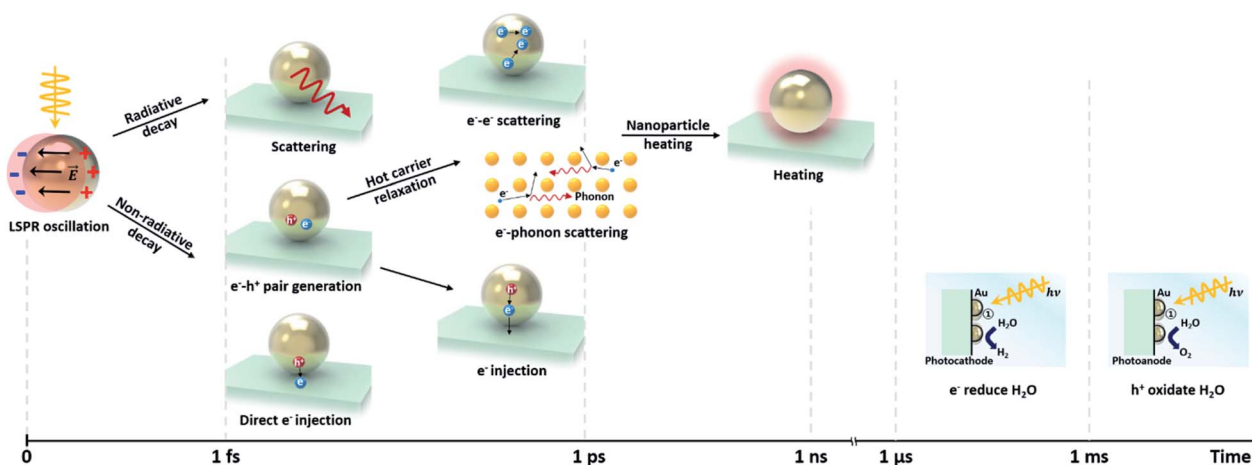 LSPR oscillation
-
-
-
+
+
+
E
Radiative
decay
Non-radiative
decay
Scattering
h⁺
e⁻
e⁻-h⁺ pair generation
h⁺
e⁻
Direct e⁻ injection
Hot carrier
relaxation
e⁻
e⁻
e⁻
e⁻
e⁻-e⁻ scattering
e⁻
e⁻
Phonon
e⁻-phonon scattering
h⁺
e⁻
e⁻ injection
Nanoparticle
heating
Heating
Au
hν
①
H₂O
H₂
Photocathode
e⁻ reduce H₂O
Au
hν
①
H₂O
O₂
Photoanode
h⁺ oxidate H₂O
0
1 fs
1 ps
1 ns
1 μs
1 ms
Time